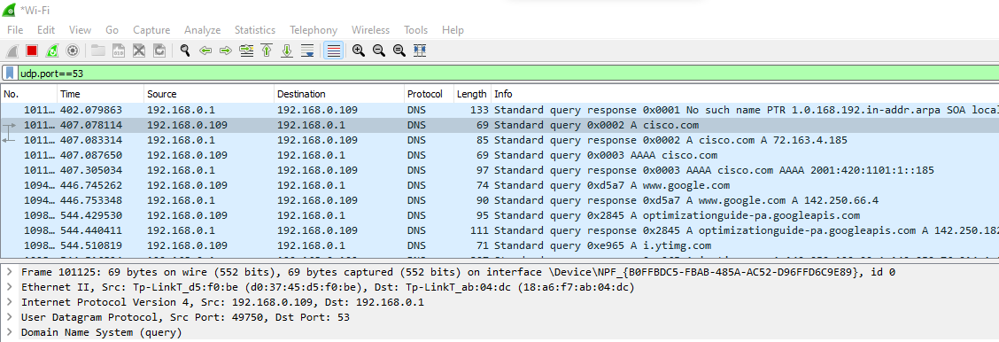 *Wi-Fi
File Edit View Go Capture Analyze Statistics Telephony Wireless Tools Help
udp.port==53
No. Time Source Destination Protocol Length Info
1011… 402.079863 192.168.0.1 192.168.0.109 DNS 133 Standard query response 0x0001 No such name PTR 1.0.168.192.in-addr.arpa SOA local
1011… 407.078114 192.168.0.109 192.168.0.1 DNS 69 Standard query 0x0002 A cisco.com
1011… 407.083314 192.168.0.1 192.168.0.109 DNS 85 Standard query response 0x0002 A cisco.com A 72.163.4.185
1011… 407.087650 192.168.0.109 192.168.0.1 DNS 69 Standard query 0x0003 AAAA cisco.com
1011… 407.305034 192.168.0.1 192.168.0.109 DNS 97 Standard query response 0x0003 AAAA cisco.com AAAA 2001:420:1101:1::185
1094… 446.745262 192.168.0.109 192.168.0.1 DNS 74 Standard query 0xd5a7 A www.google.com
1094… 446.753348 192.168.0.1 192.168.0.109 DNS 90 Standard query response 0xd5a7 A www.google.com A 142.250.66.4
1098… 544.429530 192.168.0.109 192.168.0.1 DNS 95 Standard query 0x2845 A optimizationguide-pa.googleapis.com
1098… 544.440411 192.168.0.1 192.168.0.109 DNS 111 Standard query response 0x2845 A optimizationguide-pa.googleapis.com A 142.250.182
1098… 544.510819 192.168.0.109 192.168.0.1 DNS 71 Standard query 0xe965 A i.ytimg.com
Frame 101125: 69 bytes on wire (552 bits), 69 bytes captured (552 bits) on interface \Device\NPF_{B0FFBDC5-FBAB-485A-AC52-D96FFD6C9E89}, id 0
Ethernet II, Src: Tp-LinkT_d5:f0:be (d0:37:45:d5:f0:be), Dst: Tp-LinkT_ab:04:dc (18:a6:f7:ab:04:dc)
Internet Protocol Version 4, Src: 192.168.0.109, Dst: 192.168.0.1
User Datagram Protocol, Src Port: 49750, Dst Port: 53
Domain Name System (query)